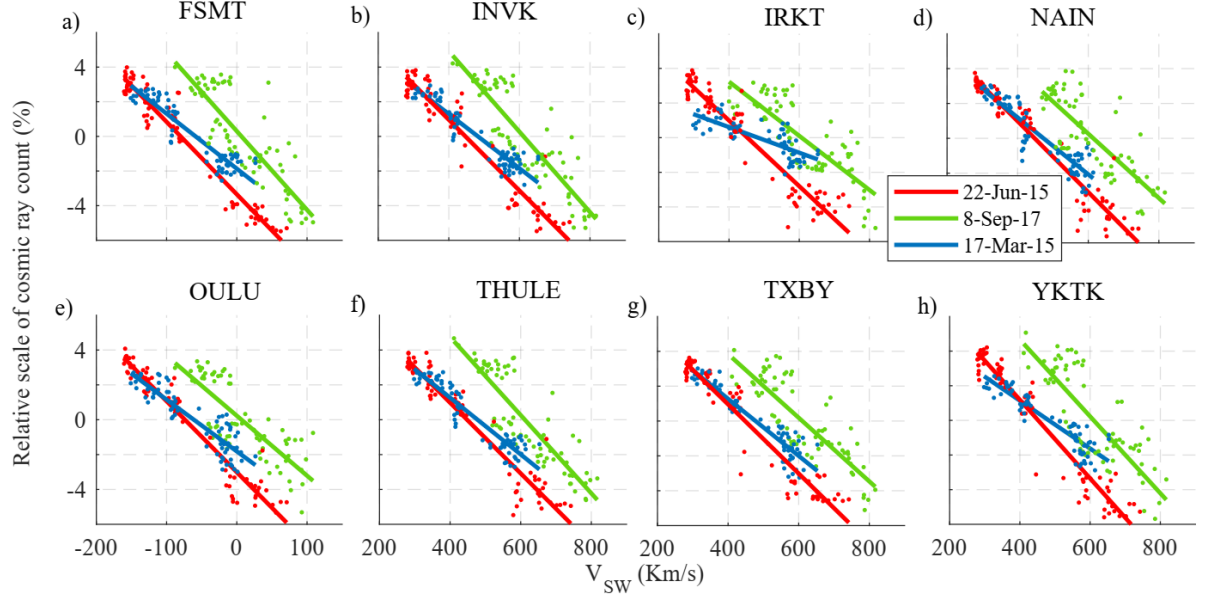 FSMT
INVK
IRKT
NAIN
a)
b)
c)
d)
4
0
-4
22-Jun-15
8-Sep-17
17-Mar-15
Relative scale of cosmic ray count (%)
OULU
THULE
TXBY
YKTK
e)
f)
g)
h)
4
0
-4
-200 -100 0 100
200 400 600 800
200 400 600 800
200 400 600 800
V_SW (Km/s)